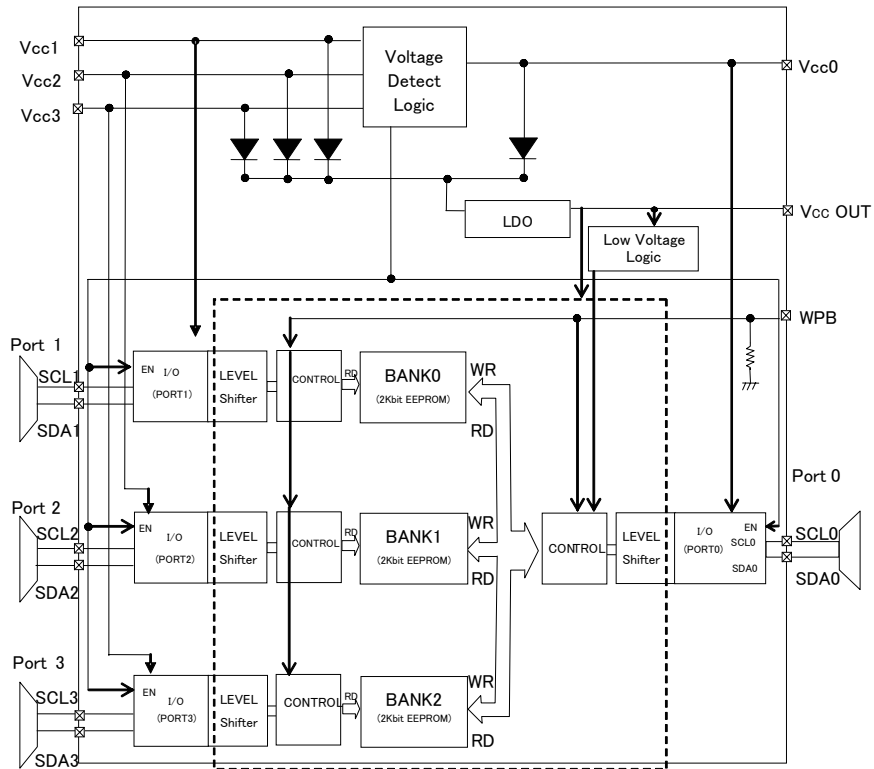 Vcc1
Vcc2
Vcc3
Voltage
Detect
Logic
Vcc0
LDO
Vcc OUT
Low Voltage
Logic
WPB
Port 1
SCL1
SDA1
EN
I/O
(PORT1)
LEVEL
Shifter
CONTROL
RD
BANK0
(2Kbit EEPROM)
WR
RD
Port 2
SCL2
SDA2
EN
I/O
(PORT2)
LEVEL
Shifter
CONTROL
RD
BANK1
(2Kbit EEPROM)
WR
RD
CONTROL
LEVEL
Shifter
I/O
(PORT0)
EN
SCL0
SDA0
Port 0
SCL0
SDA0
Port 3
SCL3
SDA3
EN
I/O
(PORT3)
LEVEL
Shifter
CONTROL
RD
BANK2
(2Kbit EEPROM)
WR
RD